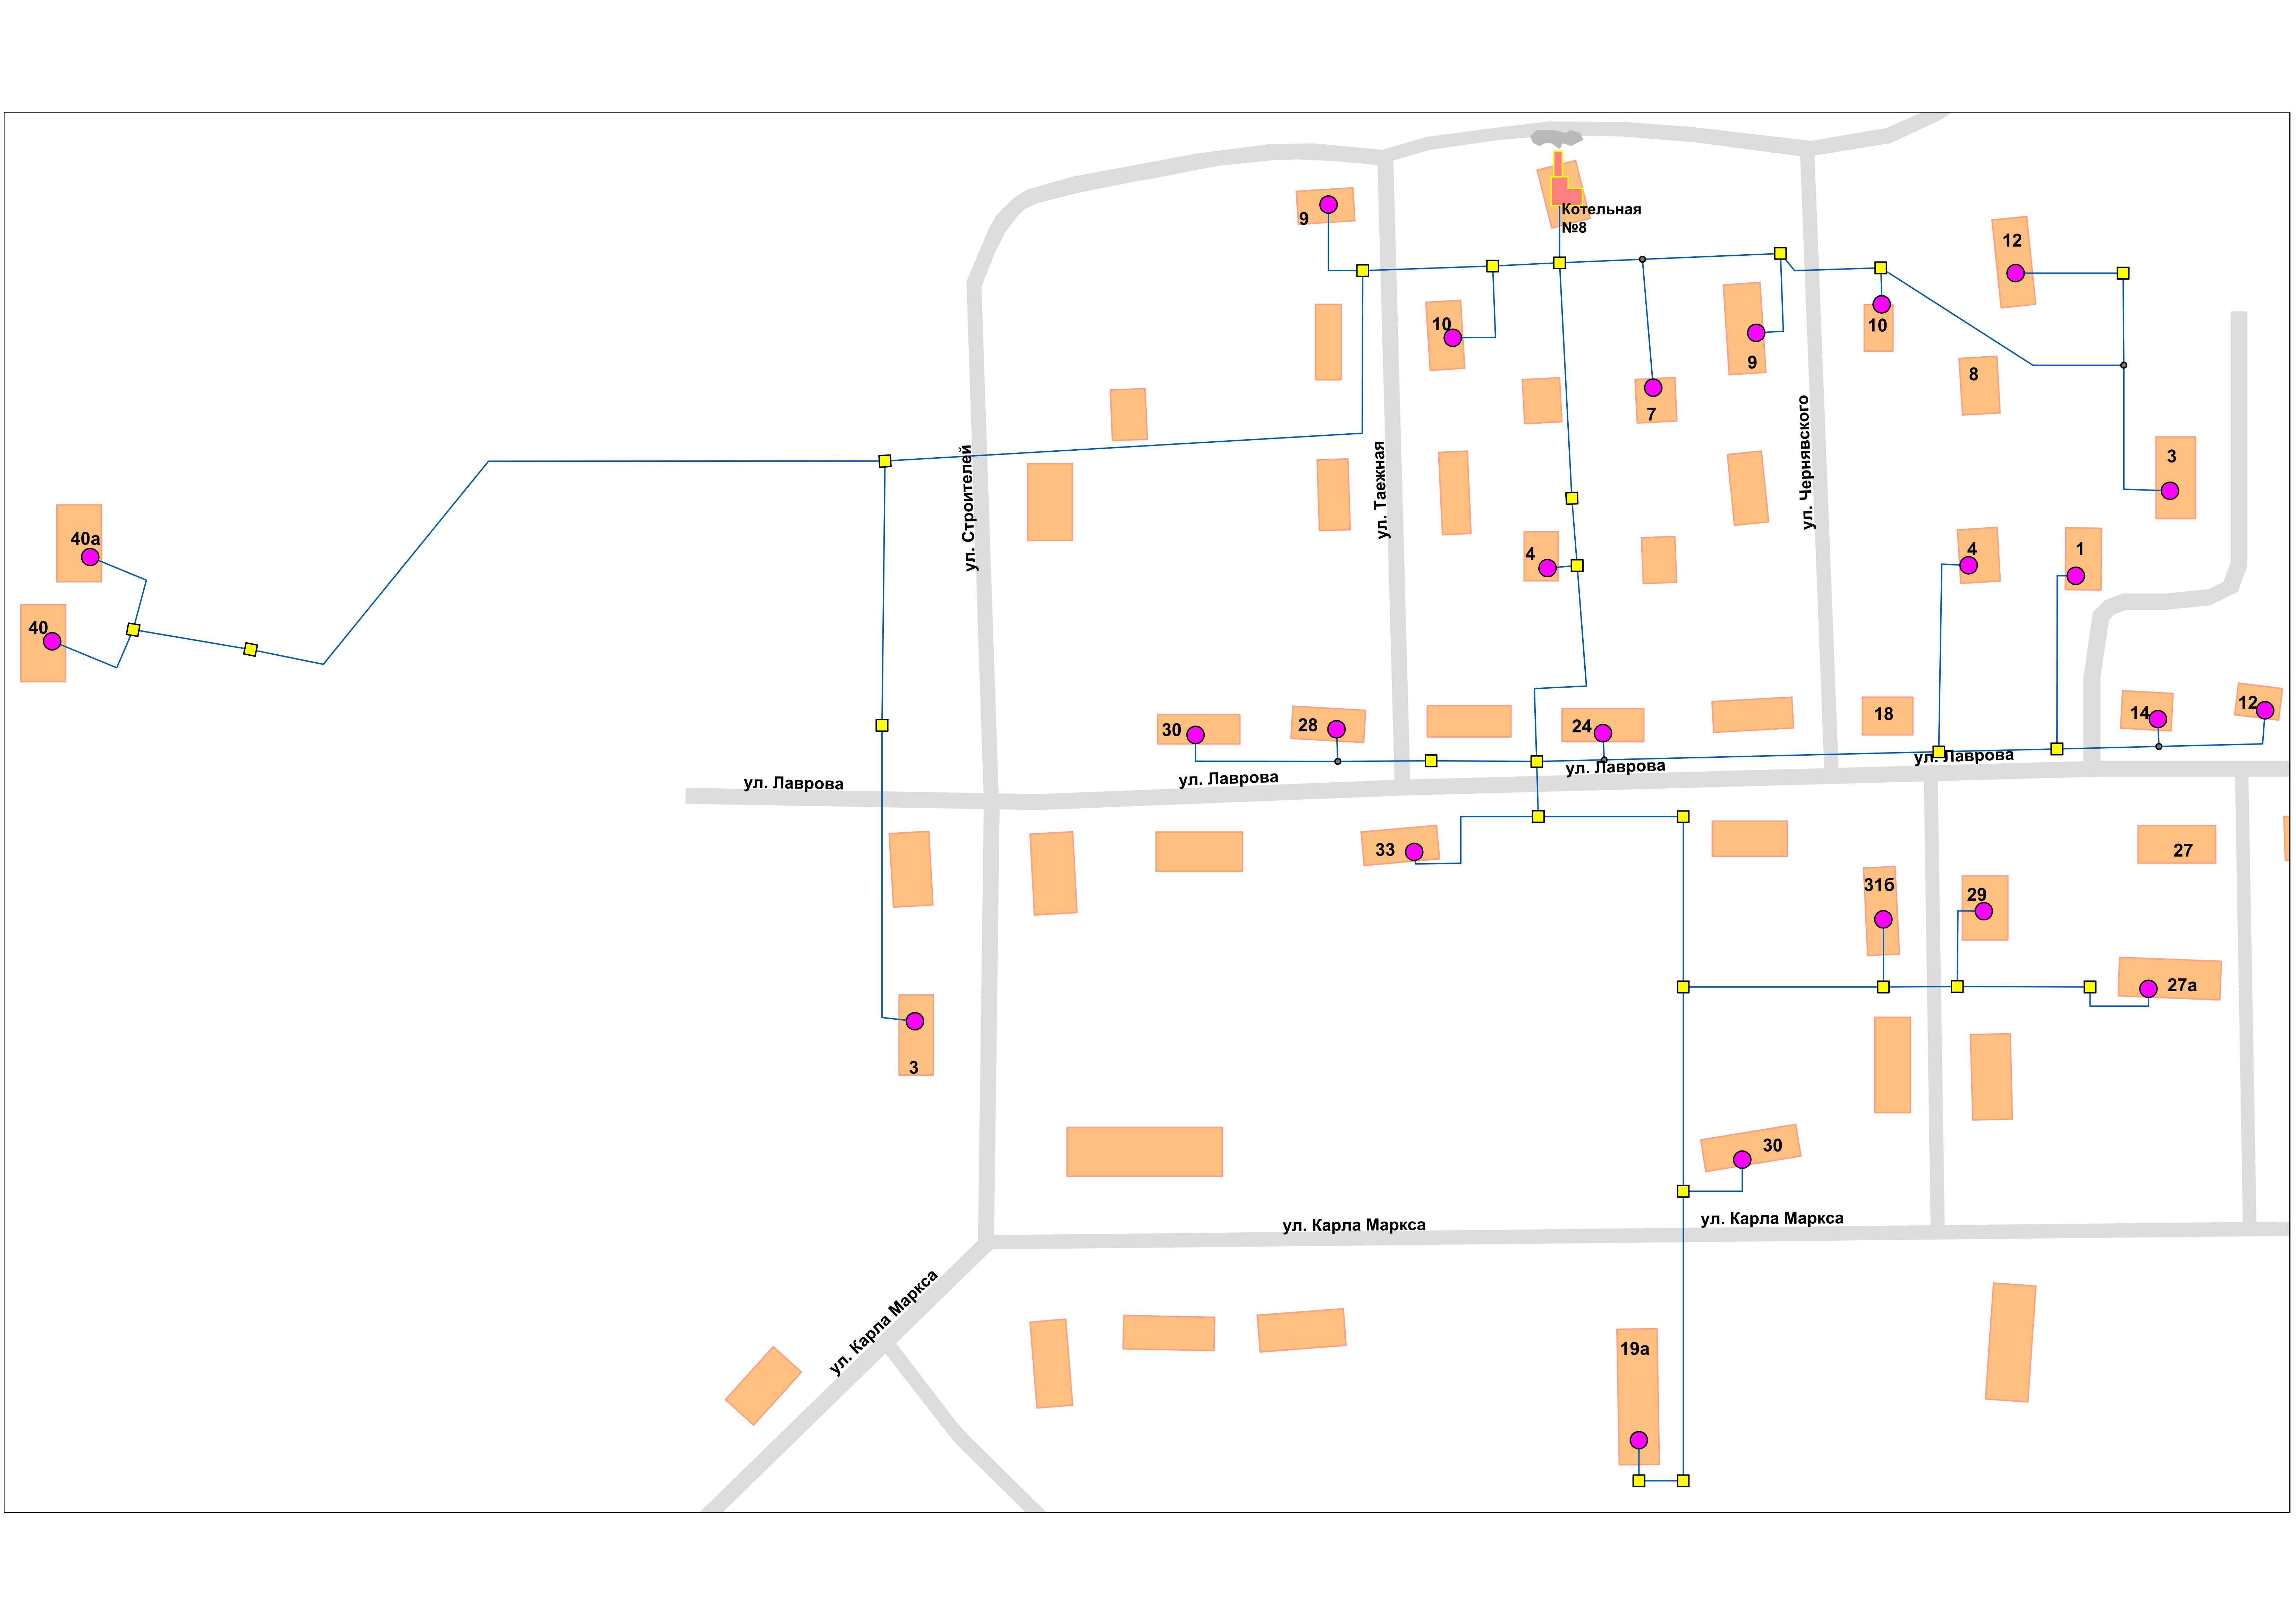 Котельная
№8
9
12
10
10
9
8
7
3
ул. Строителей
ул. Таежная
ул. Чернявского
40а
4
4
1
40
30
28
24
18
14
12
ул. Лаврова
ул. Лаврова
ул. Лаврова
ул. Лаврова
33
27
31б
29
27а
3
30
ул. Карла Маркса
ул. Карла Маркса
ул. Карла Маркса
19а